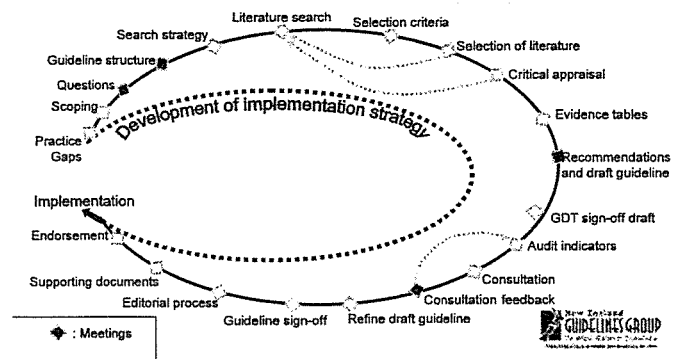 Literature search
Search strategy
Selection criteria
Guideline structure
Selection of literature
Critical appraisal
Questions
Scoping
Development of implementation strategy
Evidence tables
Practice
Gaps
Recommendations
and draft guideline
Implementation
GDT sign-off draft
Endorsement
Audit indicators
Supporting documents
Consultation
Editorial process
Consultation feedback
Guideline sign-off
Refine draft guideline
: Meetings
New Zealand
GUIDELINES GROUP